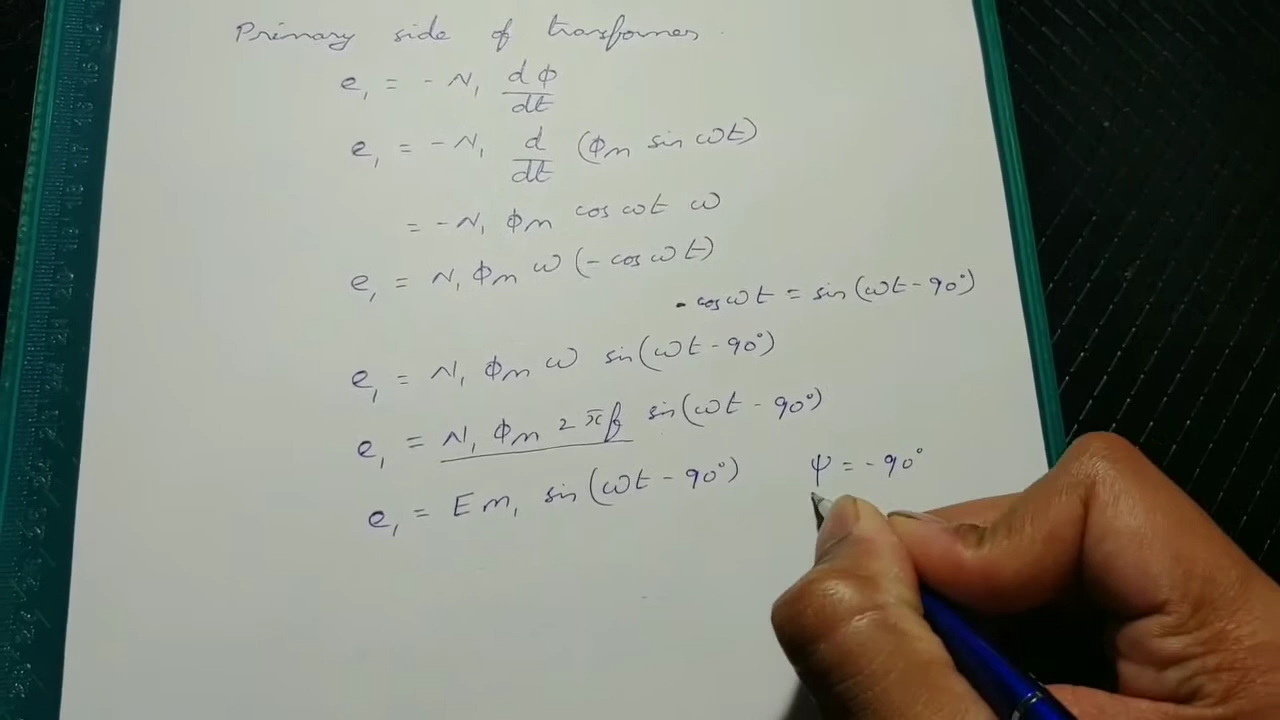 Primary side of transformer.
e₁ = - N₁ dϕ/dt
e₁ = - N₁ d/dt (ϕm sin ωt)
= - N₁ ϕm cos ωt ω
e₁ = N₁ ϕm ω (- cos ωt)
- cos ωt = sin(ωt - 90°)
e₁ = N₁ ϕm ω sin(ωt - 90°)
e₁ = N₁ ϕm 2πf sin(ωt - 90°)
e₁ = Em₁ sin(ωt - 90°) ψ = - 90°